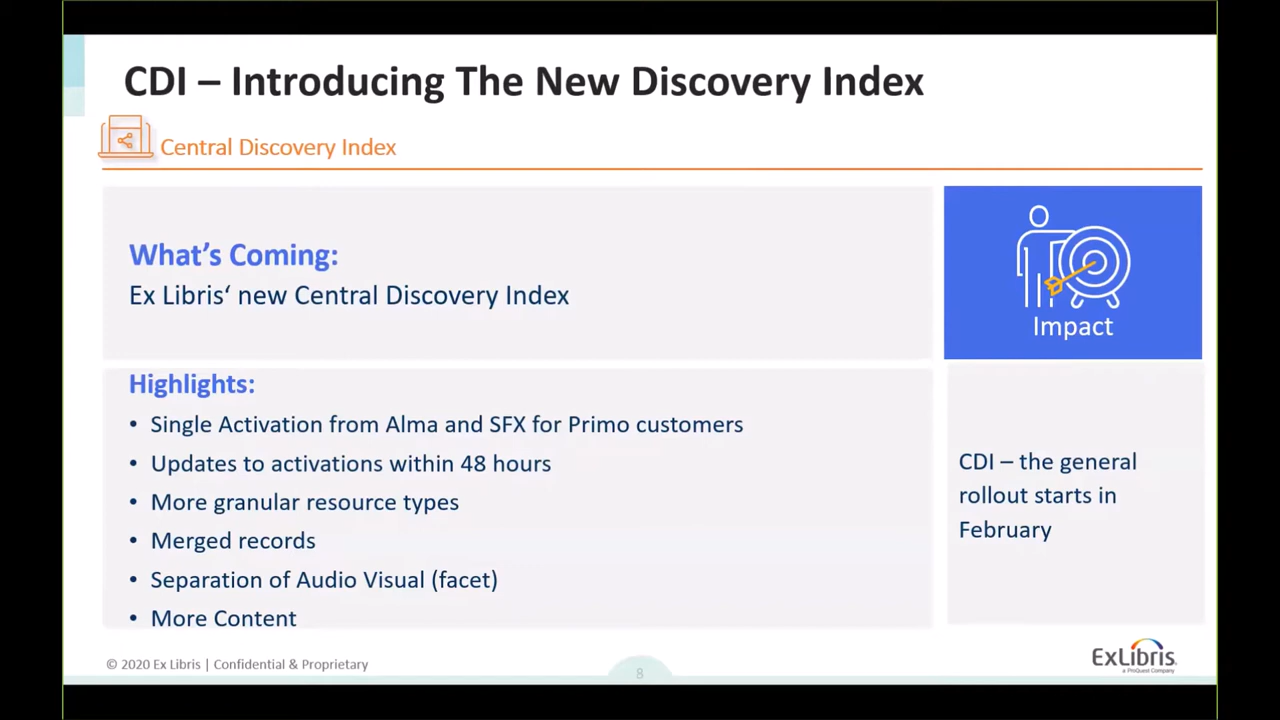 CDI – Introducing The New Discovery Index
Central Discovery Index
What’s Coming:
Ex Libris‘ new Central Discovery Index
Impact
Highlights:
• Single Activation from Alma and SFX for Primo customers
• Updates to activations within 48 hours
• More granular resource types
• Merged records
• Separation of Audio Visual (facet)
• More Content
CDI – the general
rollout starts in
February
© 2020 Ex Libris | Confidential & Proprietary
8
ExLibris
a ProQuest Company